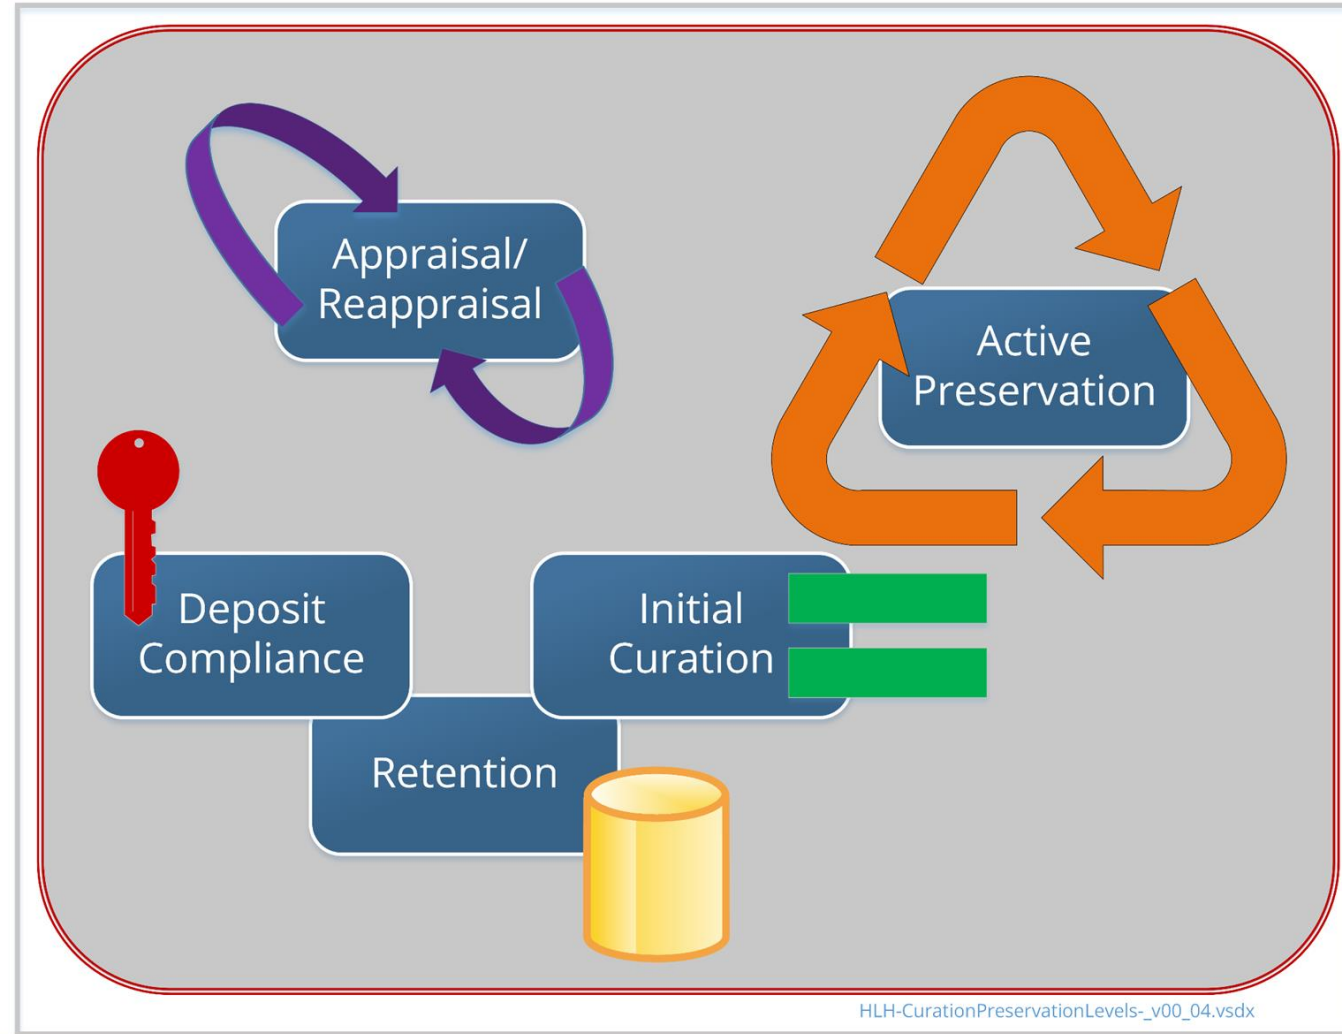 Appraisal/
Reappraisal
Active
Preservation
Deposit
Compliance
Initial
Curation
Retention
HLH-CurationPreservationLevels-_v00_04.vsdx